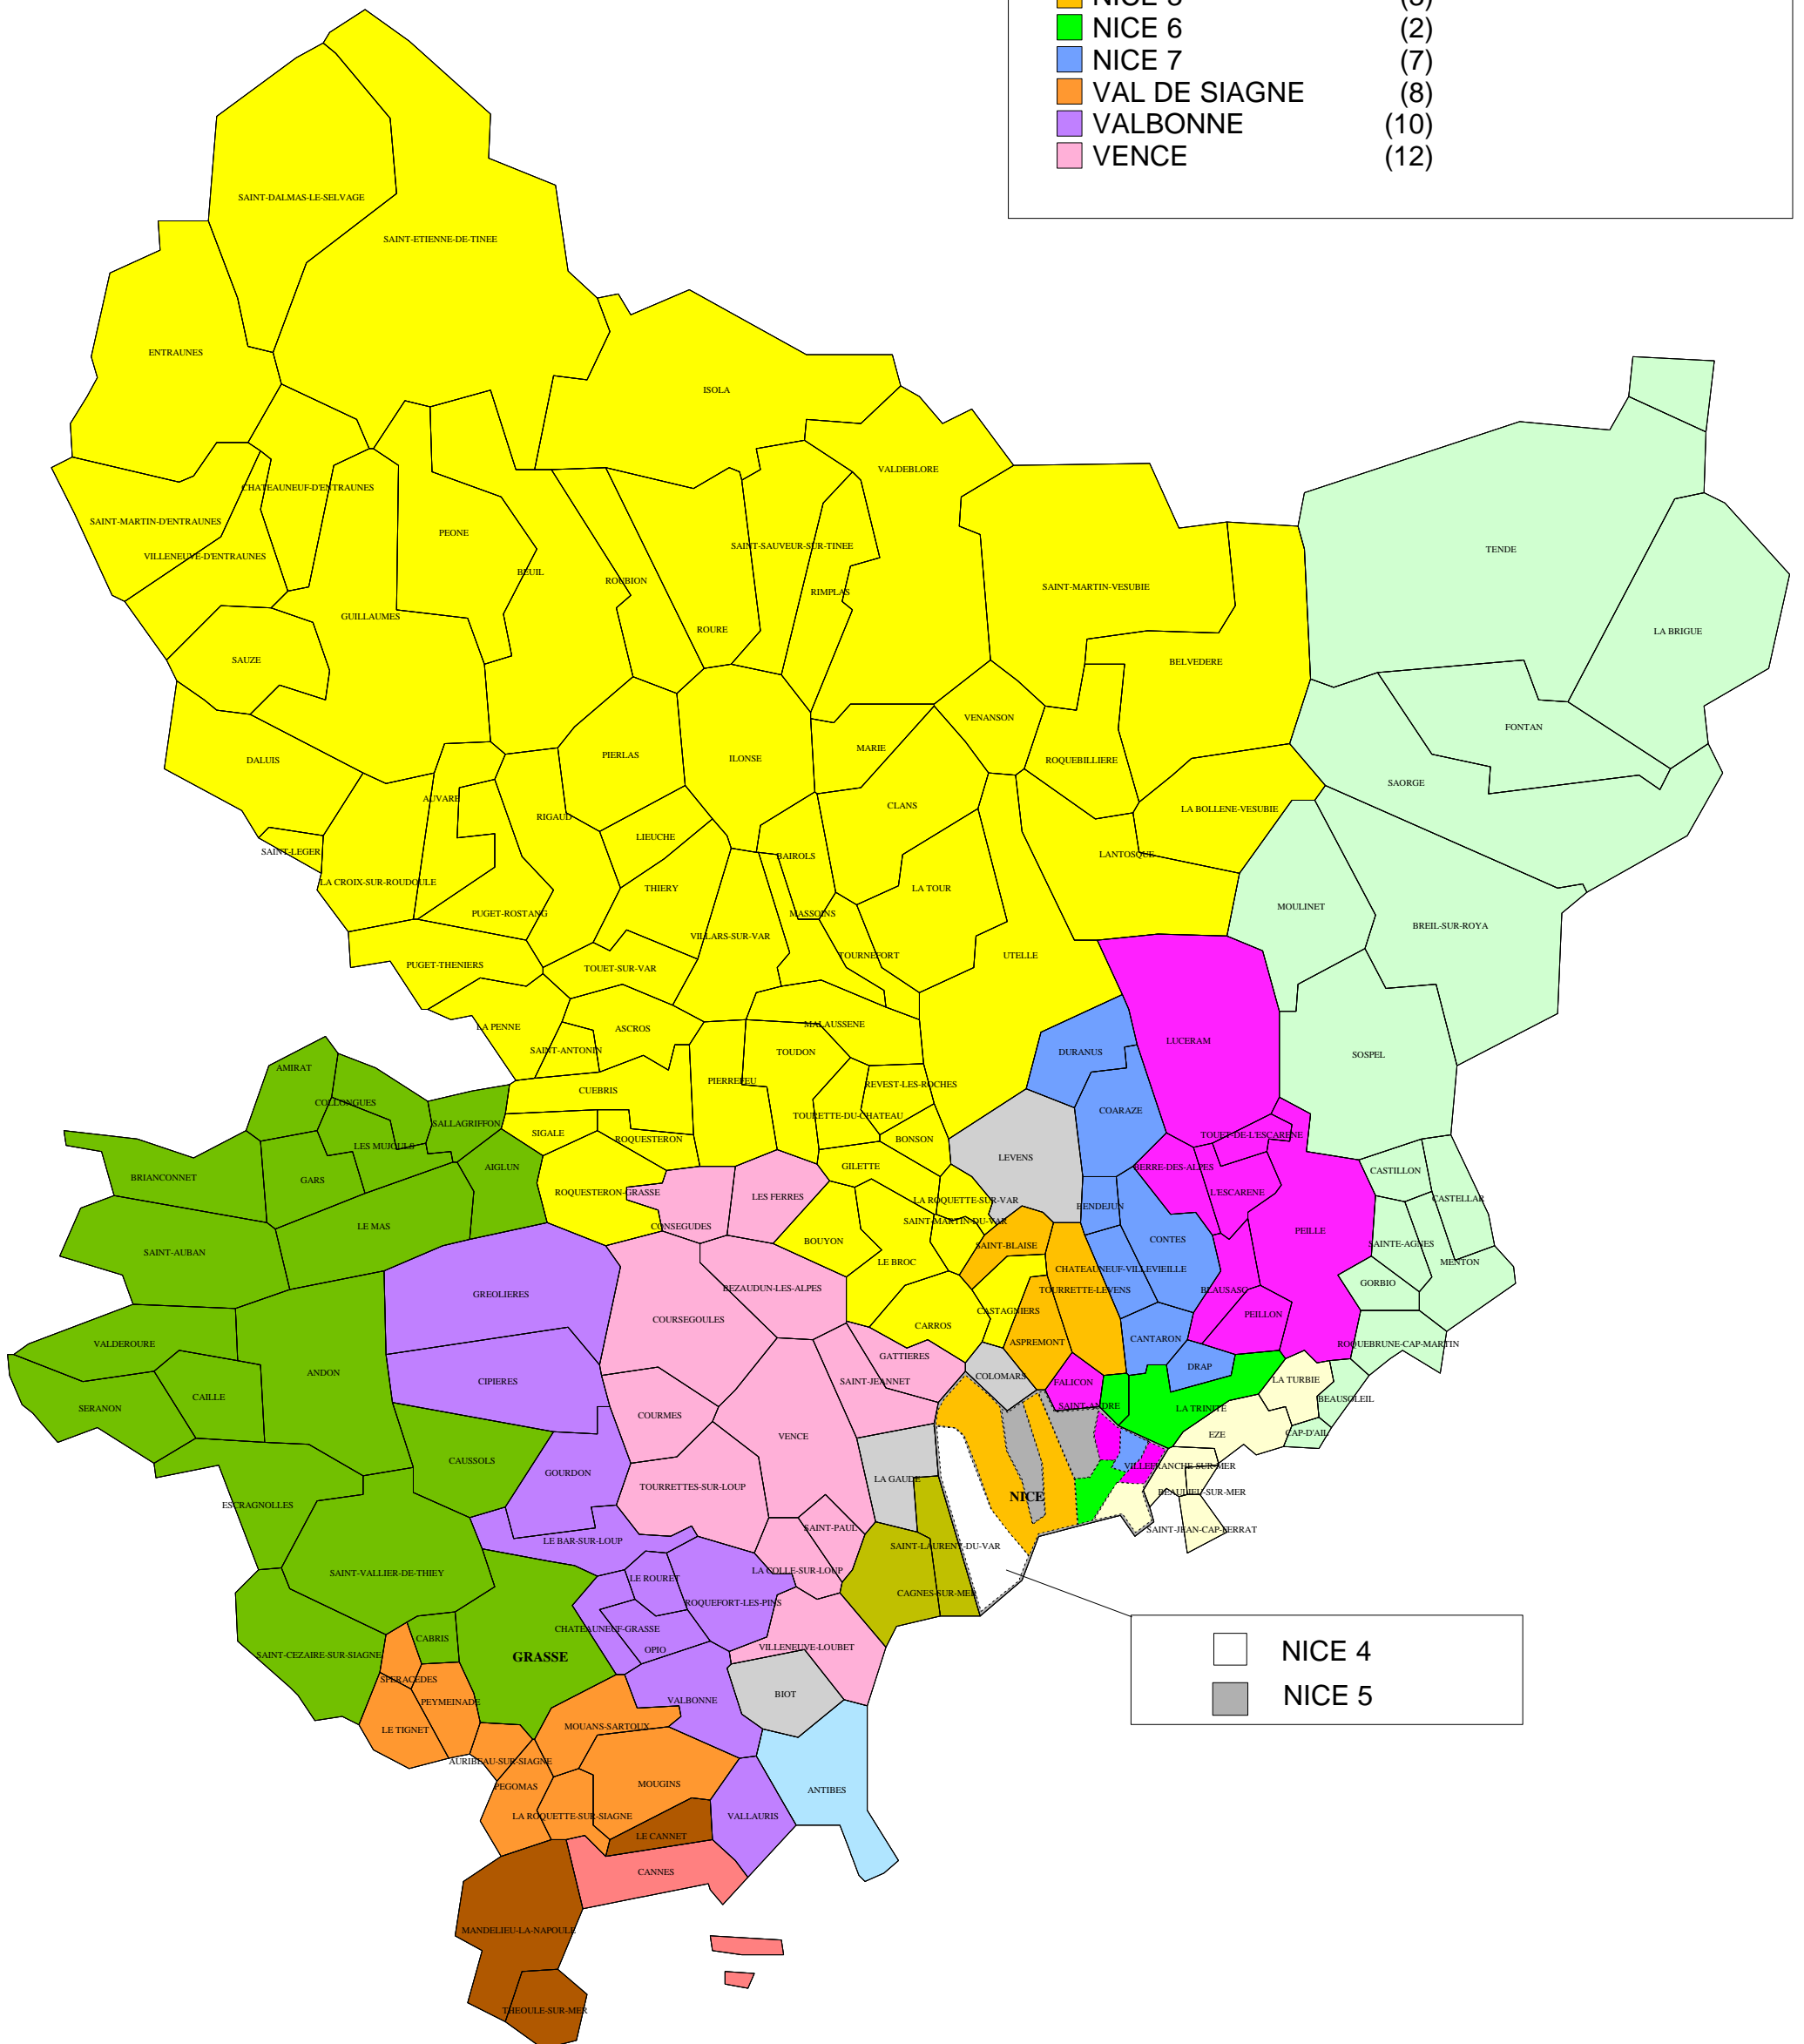 NICE 6 (2)
NICE 7 (7)
VAL DE SIAGNE (8)
VALBONNE (10)
VENCE (12)
SAINT-DALMAS-LE-SELVAGE
SAINT-ETIENNE-DE-TINEE
ENTRAUNES
ISOLA
VALDEBLORE
CHATEAUNEUF-D'ENTRAUNES
SAINT-MARTIN-D'ENTRAUNES
PEONE
SAINT-SAUVEUR-SUR-TINEE
TENDE
VILLENEUVE-D'ENTRAUNES
BEUIL
ROUBION
RIMPLAS
SAINT-MARTIN-VESUBIE
GUILLAUMES
ROURE
LA BRIGUE
SAUZE
BELVEDERE
VENANSON
FONTAN
DALUIS
PIERLAS
ILONSE
MARIE
ROQUEBILLIERE
SAORGE
AUVARE
CLANS
LA BOLLENE-VESUBIE
RIGAUD
LIEUCHE
SAINT-LEGER
BAIROLS
LANTOSQUE
LA CROIX-SUR-ROUDOULE
THIERY
LA TOUR
PUGET-ROSTANG
MASSOINS
MOULINET
BREIL-SUR-ROYA
VILLARS-SUR-VAR
PUGET-THENIERS
TOUET-SUR-VAR
TOURNEFORT
UTELLE
LA PENNE
ASCROS
MALAUSSENE
LUCERAM
SAINT-ANTONIN
TOUDON
DURANUS
SOSPEL
AMIRAT
CUEBRIS
PIERREFEU
REVEST-LES-ROCHES
COLLONGUES
TOURETTE-DU-CHATEAU
COARAZE
SALLAGRIFFON
SIGALE
ROQUESTERON
BONSON
TOUET-DE-L'ESCARENE
LES MUJOULS
AIGLUN
GILETTE
LEVENS
BERRE-DES-ALPES
CASTILLON
BRIANCONNET
GARS
ROQUESTERON-GRASSE
LES FERRES
LA ROQUETTE-SUR-VAR
BENDEJUN
L'ESCARENE
CASTELLAR
LE MAS
CONSEGUDES
SAINT-MARTIN-DU-VAR
PEILLE
SAINT-AUBAN
BOUYON
SAINT-BLAISE
CONTES
SAINTE-AGNES
LE BROC
CHATEAUNEUF-VILLEVIEILLE
MENTON
GREOLIERES
BEZAUDUN-LES-ALPES
TOURRETTE-LEVENS
BLAUSASC
GORBIO
COURSEGOULES
CASTAGNIERS
PEILLON
VALDEROURE
CARROS
ASPREMONT
CANTARON
ROQUEBRUNE-CAP-MARTIN
ANDON
GATTIERES
DRAP
CIPIERES
COLOMARS
FALICON
LA TURBIE
CAILLE
SAINT-JEANNET
SERANON
COURMES
SAINT-ANDRE
LA TRINITE
BEAUSOLEIL
VENCE
EZE
CAP-D'AIL
CAUSSOLS
GOURDON
LA GAUDE
VILLEFRANCHE-SUR-MER
TOURRETTES-SUR-LOUP
BEAULIEU-SUR-MER
ESCRAGNOLLES
NICE
SAINT-PAUL
SAINT-JEAN-CAP-FERRAT
LE BAR-SUR-LOUP
SAINT-LAURENT-DU-VAR
SAINT-VALLIER-DE-THIEY
LA COLLE-SUR-LOUP
LE ROURET
CAGNES-SUR-MER
ROQUEFORT-LES-PINS
CHATEAUNEUF-GRASSE
CABRIS
OPIO
VILLENEUVE-LOUBET
NICE 4
SAINT-CEZAIRE-SUR-SIAGNE
GRASSE
SPERACEDES
BIOT
NICE 5
PEYMEINADE
VALBONNE
LE TIGNET
MOUANS-SARTOUX
AURIBEAU-SUR-SIAGNE
PEGOMAS
MOUGINS
ANTIBES
LA ROQUETTE-SUR-SIAGNE
VALLAURIS
LE CANNET
CANNES
MANDELIEU-LA-NAPOULE
THEOULE-SUR-MER